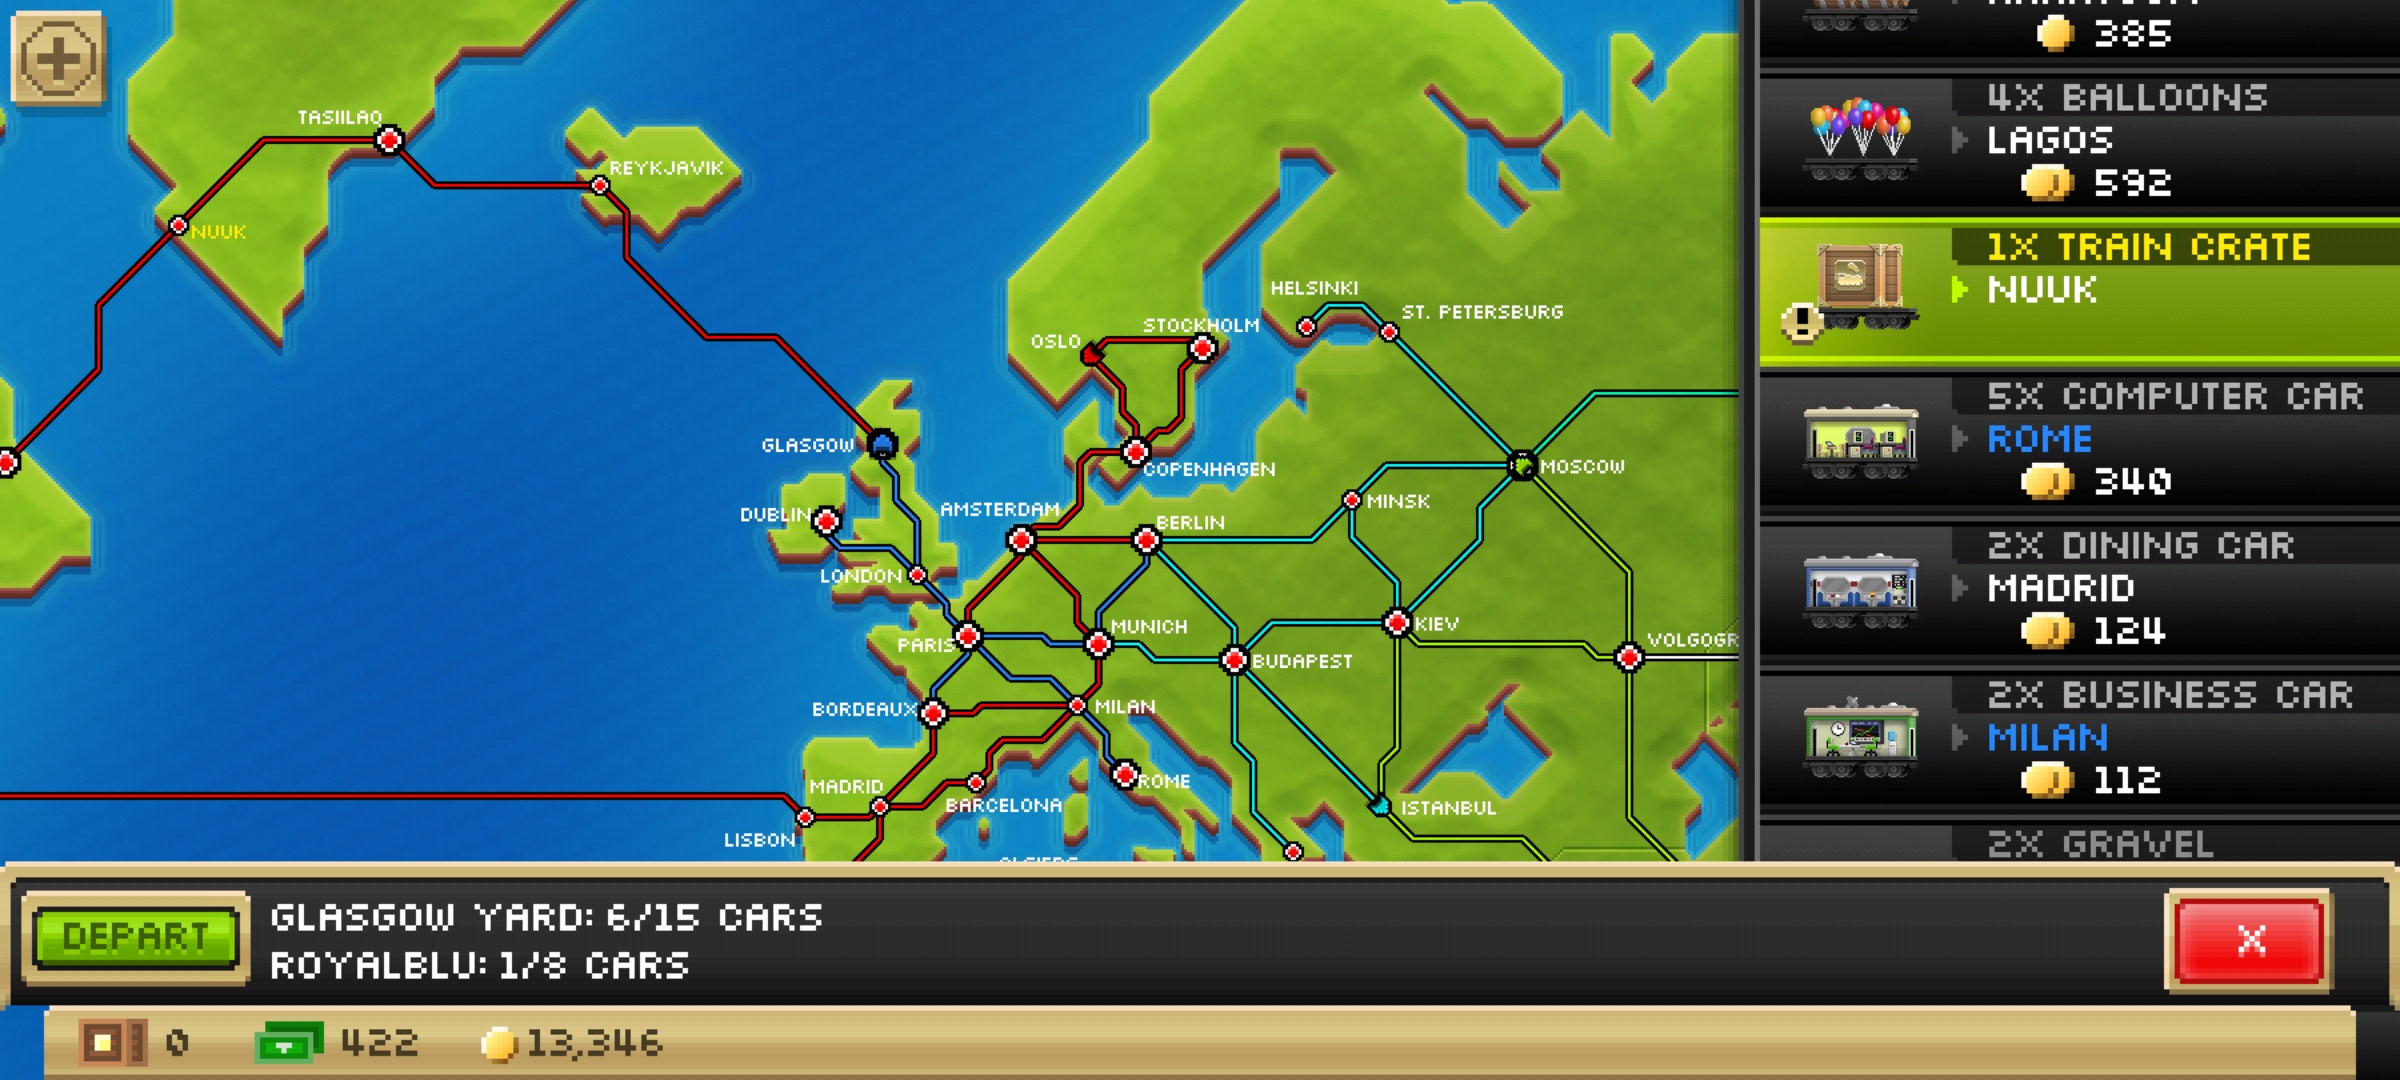 385
4X BALLOONS
LAGOS
592
1X TRAIN CRATE
NUUK
5X COMPUTER CAR
ROME
340
2X DINING CAR
MADRID
124
2X BUSINESS CAR
MILAN
112
2X GRAVEL
TASIILAQ
REYKJAVIK
NUUK
HELSINKI
ST. PETERSBURG
STOCKHOLM
OSLO
GLASGOW
COPENHAGEN
MOSCOW
MINSK
DUBLIN
AMSTERDAM
BERLIN
LONDON
PARIS
MUNICH
KIEV
VOLGOGR
BUDAPEST
BORDEAUX
MILAN
MADRID
ROME
BARCELONA
ISTANBUL
LISBON
DEPART
GLASGOW YARD: 6/15 CARS
ROYALBLU: 1/8 CARS
X
0
422
13,346